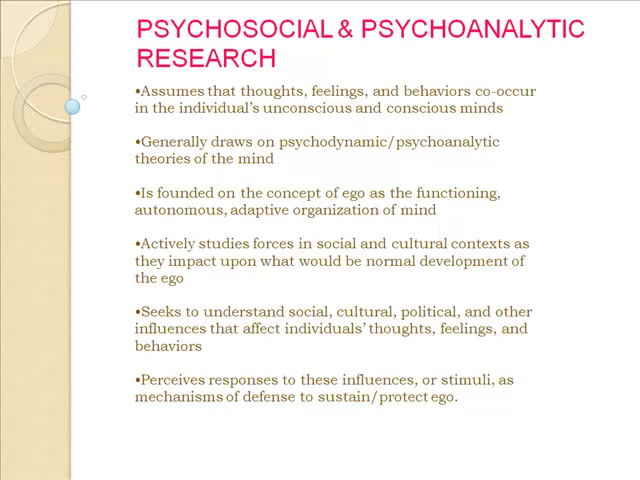 PSYCHOSOCIAL & PSYCHOANALYTIC
RESEARCH
•Assumes that thoughts, feelings, and behaviors co-occur
in the individual's unconscious and conscious minds
•Generally draws on psychodynamic/psychoanalytic
theories of the mind
•Is founded on the concept of ego as the functioning,
autonomous, adaptive organization of mind
•Actively studies forces in social and cultural contexts as
they impact upon what would be normal development of
the ego
•Seeks to understand social, cultural, political, and other
influences that affect individuals' thoughts, feelings, and
behaviors
•Perceives responses to these influences, or stimuli, as
mechanisms of defense to sustain/protect ego.